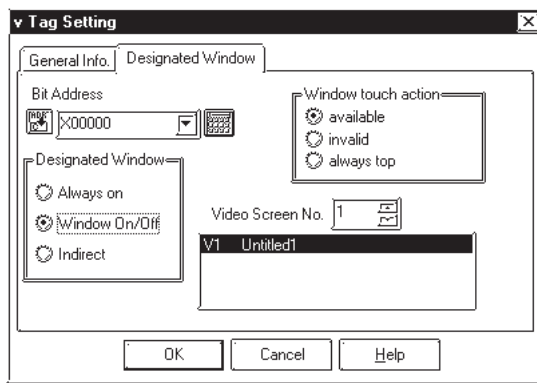 v Tag Setting
General Info. Designated Window
Bit Address
X00000
Window touch action
available
invalid
always top
Designated Window
Always on
Window On/Off
Indirect
Video Screen No. 1
V1 Untitled1
OK Cancel Help